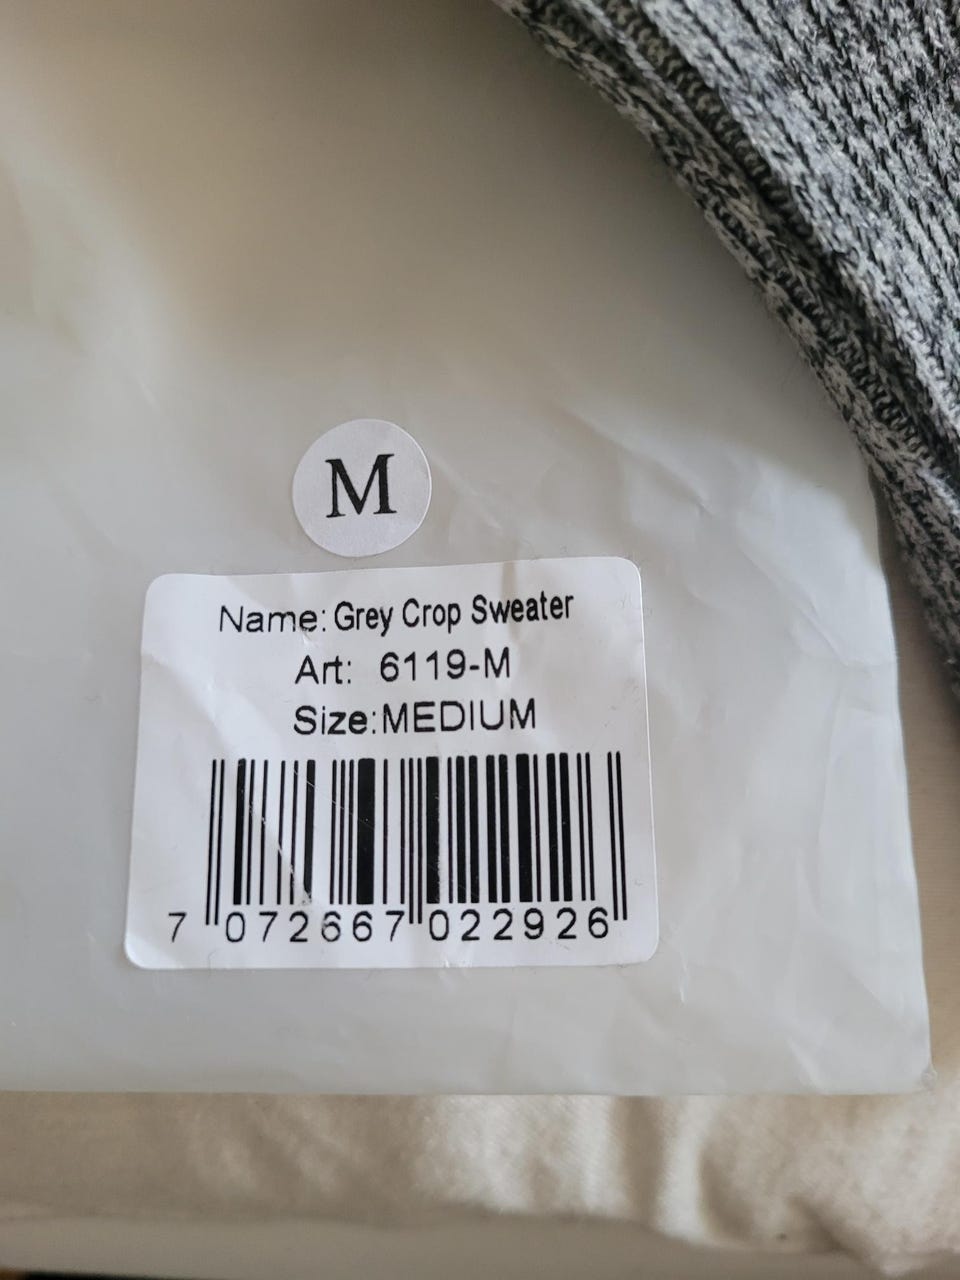 M
Name: Grey Crop Sweater
Art: 6119-M
Size:MEDIUM
7 072667 022926